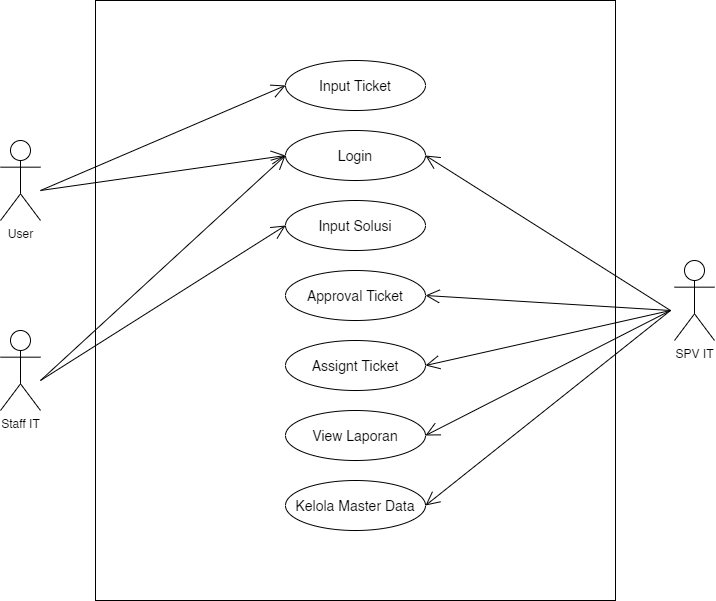 Input Ticket
Login
User
Input Solusi
Approval Ticket
SPV IT
Assignt Ticket
Staff IT
View Laporan
Kelola Master Data